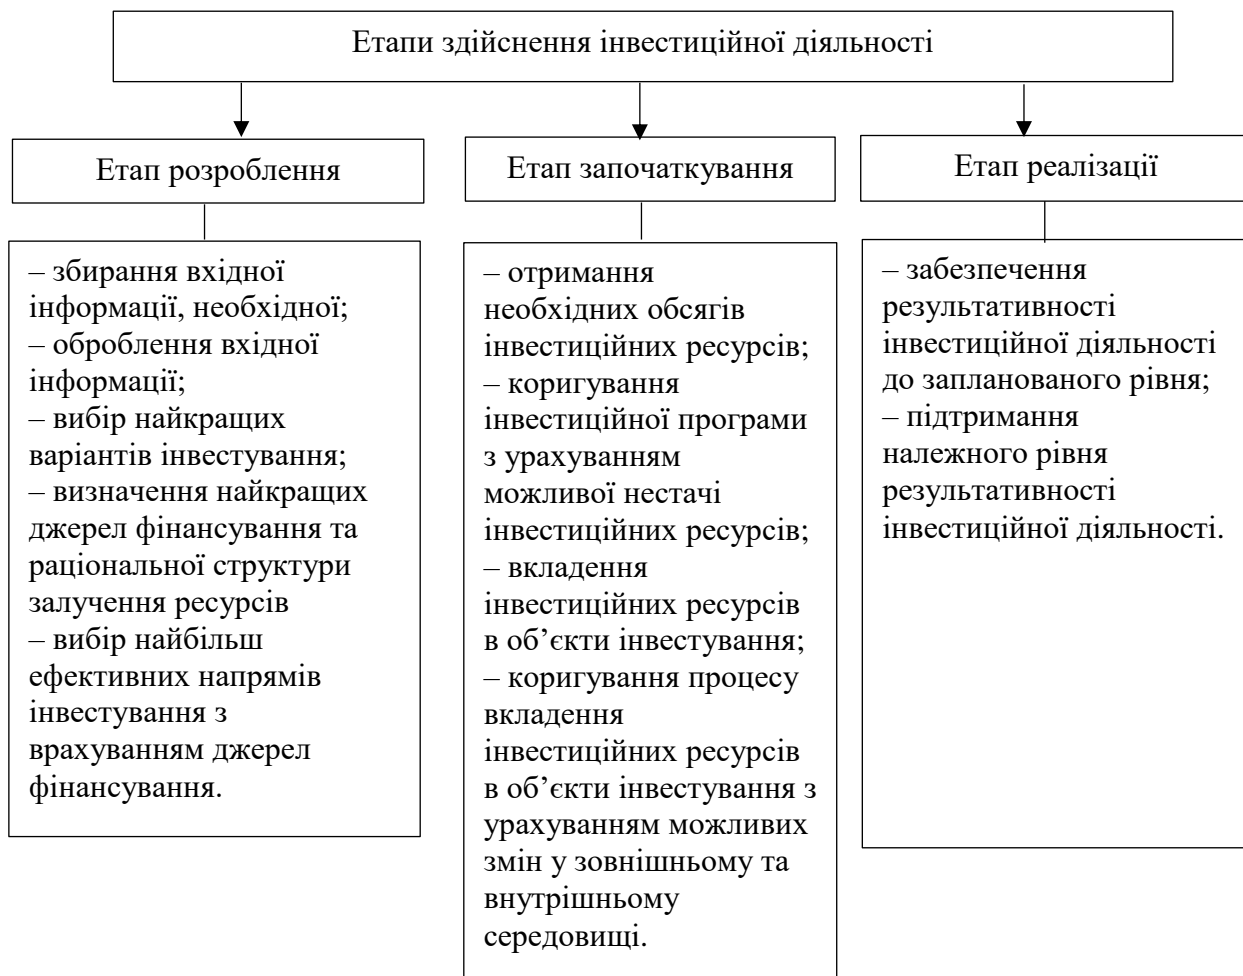 Етапи здійснення інвестиційної діяльності
Етап розроблення
– збирання вхідної
інформації, необхідної;
– оброблення вхідної
інформації;
– вибір найкращих
варіантів інвестування;
– визначення найкращих
джерел фінансування та
раціональної структури
залучення ресурсів
– вибір найбільш
ефективних напрямів
інвестування з
врахуванням джерел
фінансування.
Етап започаткування
– отримання
необхідних обсягів
інвестиційних ресурсів;
– коригування
інвестиційної програми
з урахуванням
можливої нестачі
інвестиційних ресурсів;
– вкладення
інвестиційних ресурсів
в об’єкти інвестування;
– коригування процесу
вкладення
інвестиційних ресурсів
в об’єкти інвестування з
урахуванням можливих
змін у зовнішньому та
внутрішньому
середовищі.
Етап реалізації
– забезпечення
результативності
інвестиційної діяльності
до запланованого рівня;
– підтримання
належного рівня
результативності
інвестиційної діяльності.